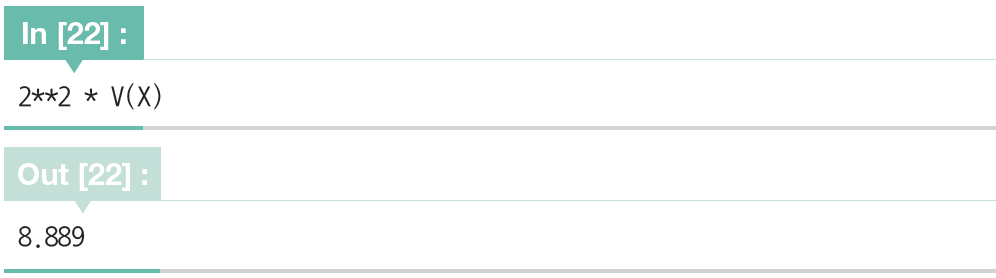 In [22] :
2**2 * V(X)
Out [22] :
8.889